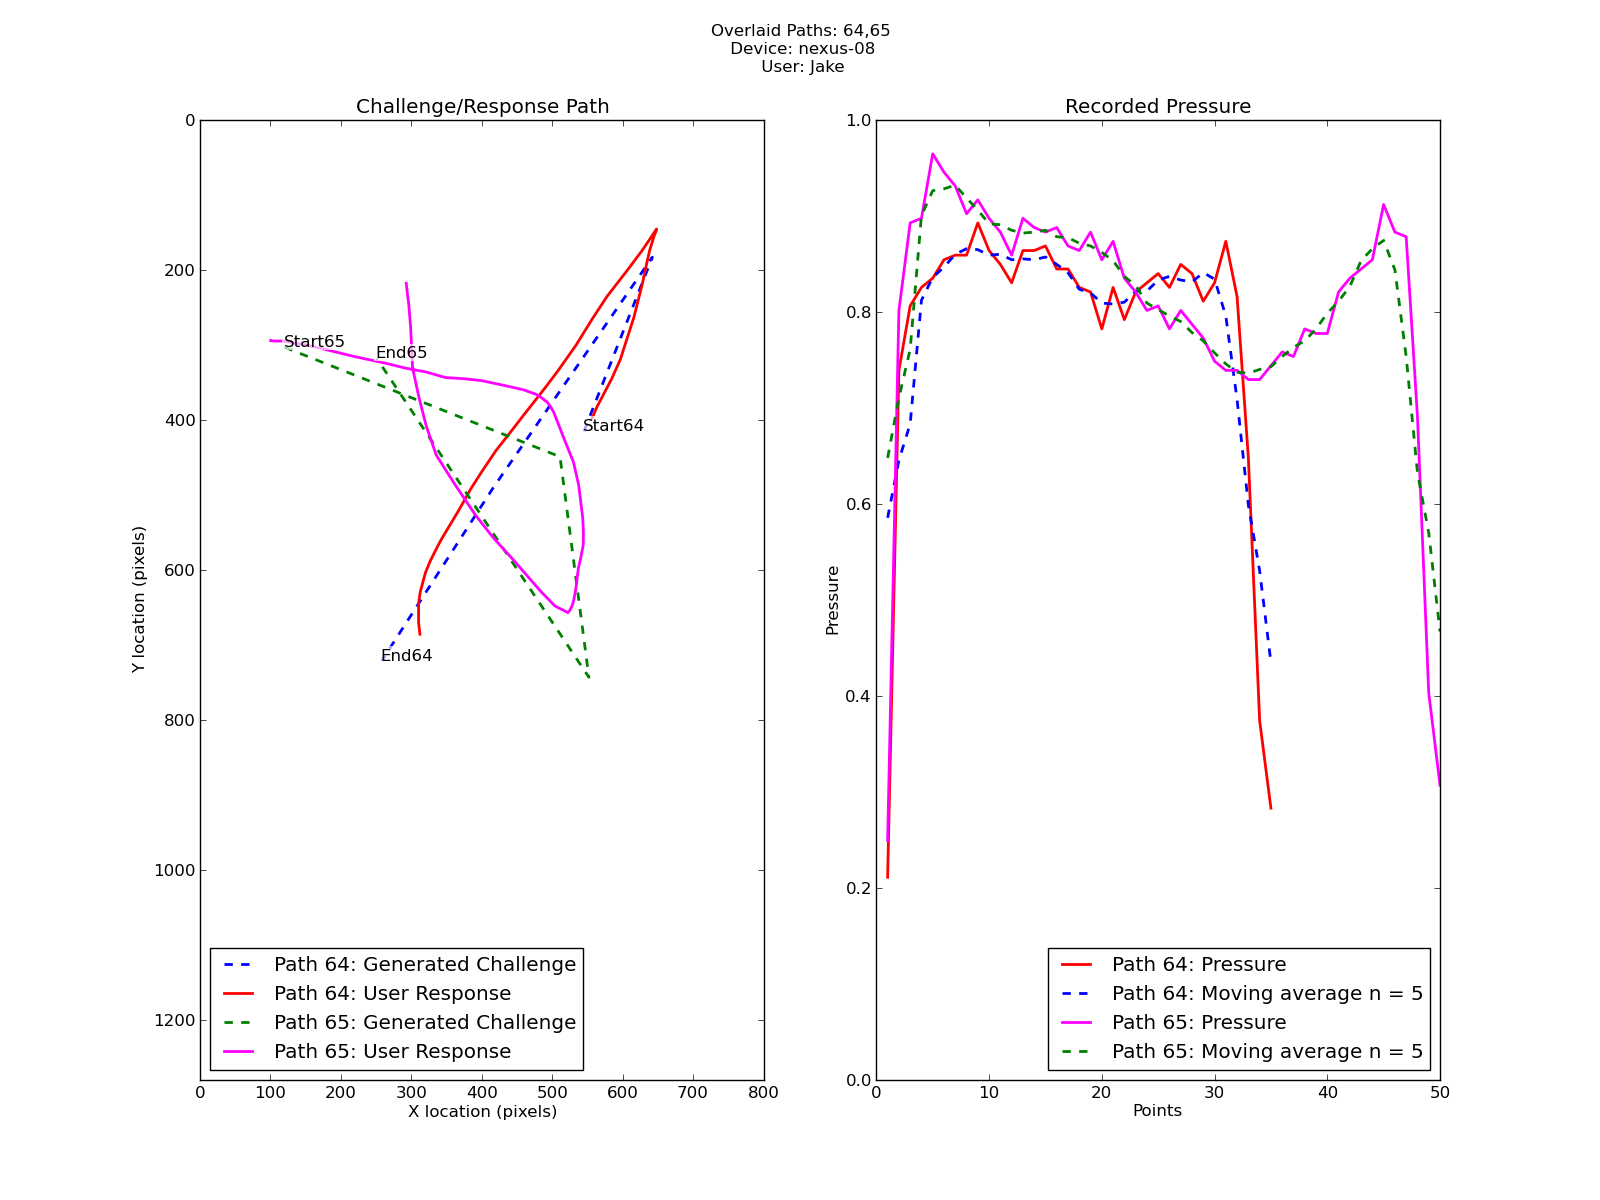 Overlaid Paths: 64,65
Device: nexus-08
User: Jake
Challenge/Response Path
0
200
400
600
800
1000
1200
Y location (pixels)
Start65
End65
Start64
End64
Path 64: Generated Challenge
Path 64: User Response
Path 65: Generated Challenge
Path 65: User Response
0 100 200 300 400 500 600 700 800
X location (pixels)
Recorded Pressure
1.0
0.8
0.6
0.4
0.2
0.0
Pressure
Path 64: Pressure
Path 64: Moving average n = 5
Path 65: Pressure
Path 65: Moving average n = 5
0 10 20 30 40 50
Points